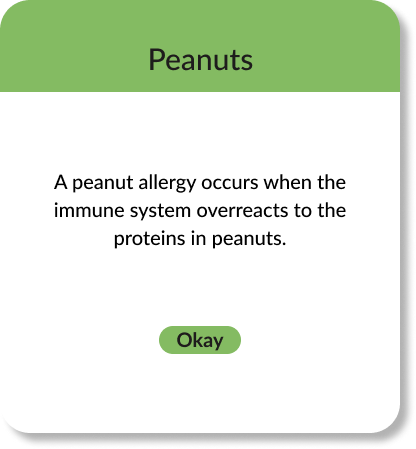 Peanuts
A peanut allergy occurs when the
immune system overreacts to the
proteins in peanuts.
Okay